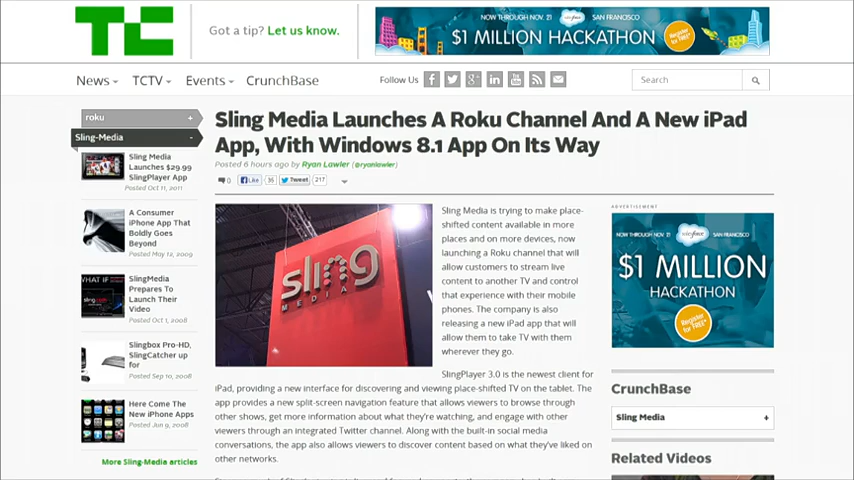 TC
Got a tip? Let us know.
NOW THROUGH NOV. 21 salesforce SAN FRANCISCO
$1 MILLION HACKATHON
Register for FREE!
News TCTV Events CrunchBase
Follow Us
Search
roku +
Sling-Media -
Sling Media
Launches $29.99
SlingPlayer App
Posted Oct 11, 2011
A Consumer
iPhone App That
Boldly Goes
Beyond
Posted May 12, 2009
WHAT IF
SlingMedia
Prepares To
Launch Their
Video
Posted Oct 1, 2008
Slingbox Pro-HD,
SlingCatcher up
for
Posted Sep 10, 2008
Here Come The
New iPhone Apps
Posted Jun 9, 2008
More Sling-Media articles
Sling Media Launches A Roku Channel And A New iPad
App, With Windows 8.1 App On Its Way
Posted 6 hours ago by Ryan Lawler (@ryanlawler)
0 Like 35 Tweet 217
sling
MEDIA
Sling Media is trying to make place-
shifted content available in more
places and on more devices, now
launching a Roku channel that will
allow customers to stream live
content to another TV and control
that experience with their mobile
phones. The company is also
releasing a new iPad app that will
allow them to take TV with them
wherever they go.
SlingPlayer 3.0 is the newest client for
iPad, providing a new interface for discovering and viewing place-shifted TV on the tablet. The
app provides a new split-screen navigation feature that allows viewers to browse through
other shows, get more information about what they're watching, and engage with other
viewers through an integrated Twitter channel. Along with the built-in social media
conversations, the app also allows viewers to discover content based on what they've liked on
other networks.
ADVERTISEMENT
NOW THROUGH NOV. 21 salesforce SAN FRANCISCO
$1 MILLION
HACKATHON
Register for FREE!
CrunchBase
Sling Media +
Related Videos